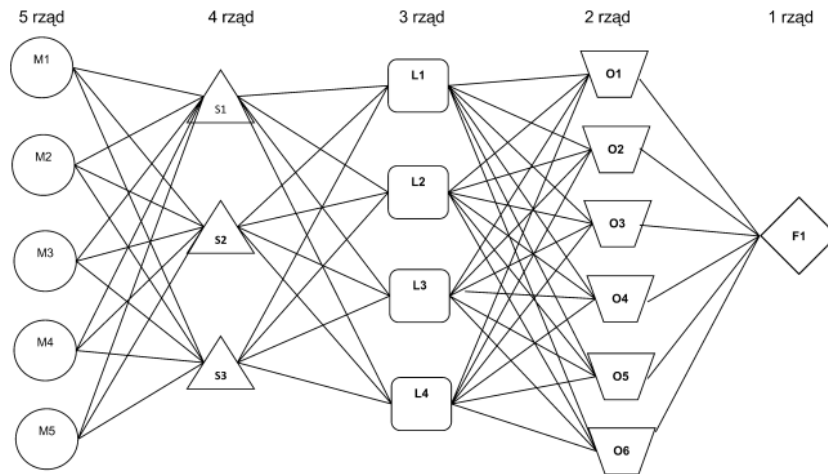 5 rząd 4 rząd 3 rząd 2 rząd 1 rząd
M1
M2
M3
M4
M5
S1
S2
S3
L1
L2
L3
L4
O1
O2
O3
O4
O5
O6
F1